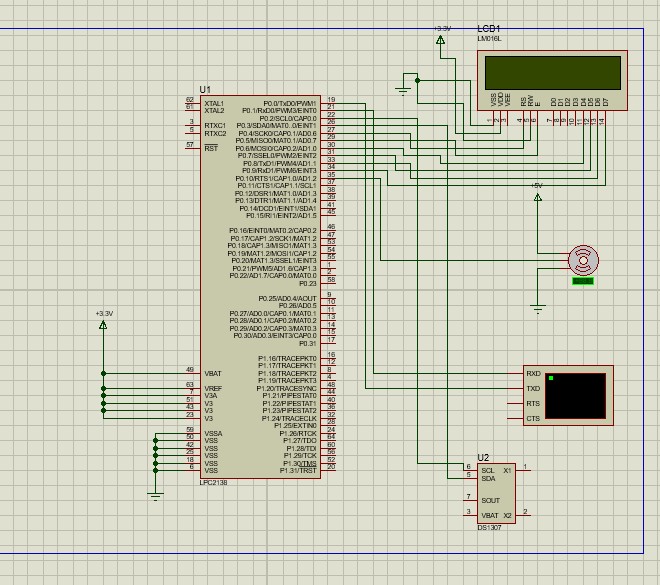 +3.3V
LCD1
LM016L
VSS
VDD
VEE
RS
RW
E
D0
D1
D2
D3
D4
D5
D6
D7
1
2
3
4
5
6
7
8
9
10
11
12
13
14
U1
62 XTAL1 P0.0/TxD0/PWM1 19
61 XTAL2 P0.1/RxD0/PWM3/EINT0 21
P0.2/SCL0/CAP0.0 22
3 RTXC1 P0.3/SDA0/MAT0.0/EINT1 26
5 RTXC2 P0.4/SCK0/CAP0.1/AD0.6 27
P0.5/MISO0/MAT0.1/AD0.7 29
57 RST P0.6/MOSI0/CAP0.2/AD1.0 30
P0.7/SSEL0/PWM2/EINT2 31
P0.8/TxD1/PWM4/AD1.1 33
P0.9/RxD1/PWM6/EINT3 34
P0.10/RTS1/CAP1.0/AD1.2 35
P0.11/CTS1/CAP1.1/SCL1 37
P0.12/DSR1/MAT1.0/AD1.3 38
P0.13/DTR1/MAT1.1/AD1.4 39
P0.14/DCD1/EINT1/SDA1 41
P0.15/RI1/EINT2/AD1.5 45
+5V
P0.16/EINT0/MAT0.2/CAP0.2 46
P0.17/CAP1.2/SCK1/MAT1.2 47
P0.18/CAP1.3/MISO1/MAT1.3 53
P0.19/MAT1.2/MOSI1/CAP1.2 54
P0.20/MAT1.3/SSEL1/EINT3 55
P0.21/PWM5/AD1.6/CAP1.3 1
P0.22/AD1.7/CAP0.0/MAT0.0 2
P0.23 58
P0.25/AD0.4/AOUT 9
P0.26/AD0.5 10
P0.27/AD0.0/CAP0.1/MAT0.1 11
P0.28/AD0.1/CAP0.2/MAT0.2 13
P0.29/AD0.2/CAP0.3/MAT0.3 14
P0.30/AD0.3/EINT3/CAP0.0 15
P0.31 17
+3.3V
P1.16/TRACEPKT0 16
P1.17/TRACEPKT1 12
49 VBAT P1.18/TRACEPKT2 8
P1.19/TRACEPKT3 4
63 VREF P1.20/TRACESYNC 48
7 V3A P1.21/PIPESTAT0 44
51 V3 P1.22/PIPESTAT1 40
43 V3 P1.23/PIPESTAT2 36
23 V3 P1.24/TRACECLK 32
P1.25/EXTIN0 28
59 VSSA P1.26/RTCK 24
50 VSS P1.27/TDO 64
42 VSS P1.28/TDI 60
25 VSS P1.29/TCK 56
18 VSS P1.30/TMS 52
6 VSS P1.31/TRST 20
LPC2138
RXD
TXD
RTS
CTS
U2
6 SCL X1 1
5 SDA
7 SOUT
3 VBAT X2 2
DS1307